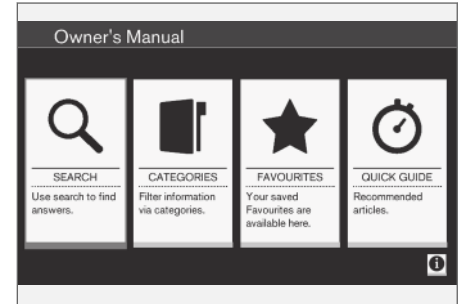 Owner's Manual
SEARCH
Use search to find
answers.
CATEGORIES
Filter information
via categories.
FAVOURITES
Your saved
Favourites are
available here.
QUICK GUIDE
Recommended
articles.
i